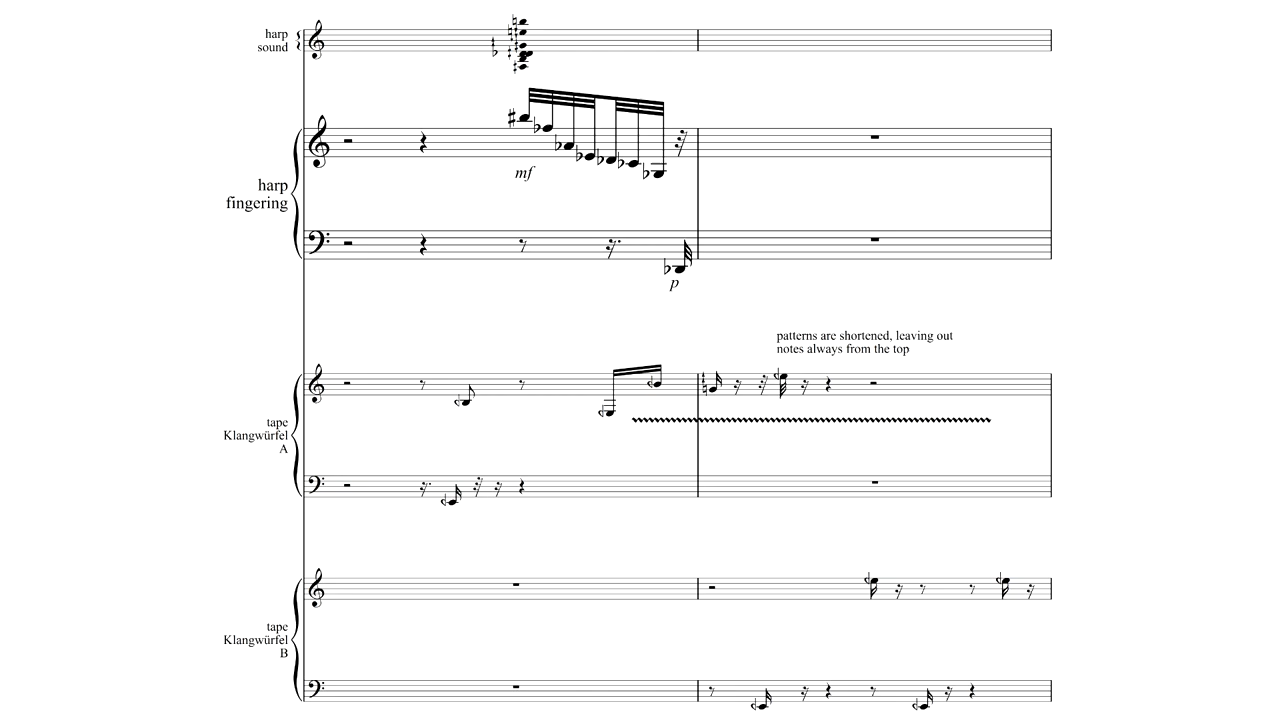 harp
sound
harp
fingering
mf
p
patterns are shortened, leaving out
notes always from the top
tape
Klangwürfel
A
tape
Klangwürfel
B